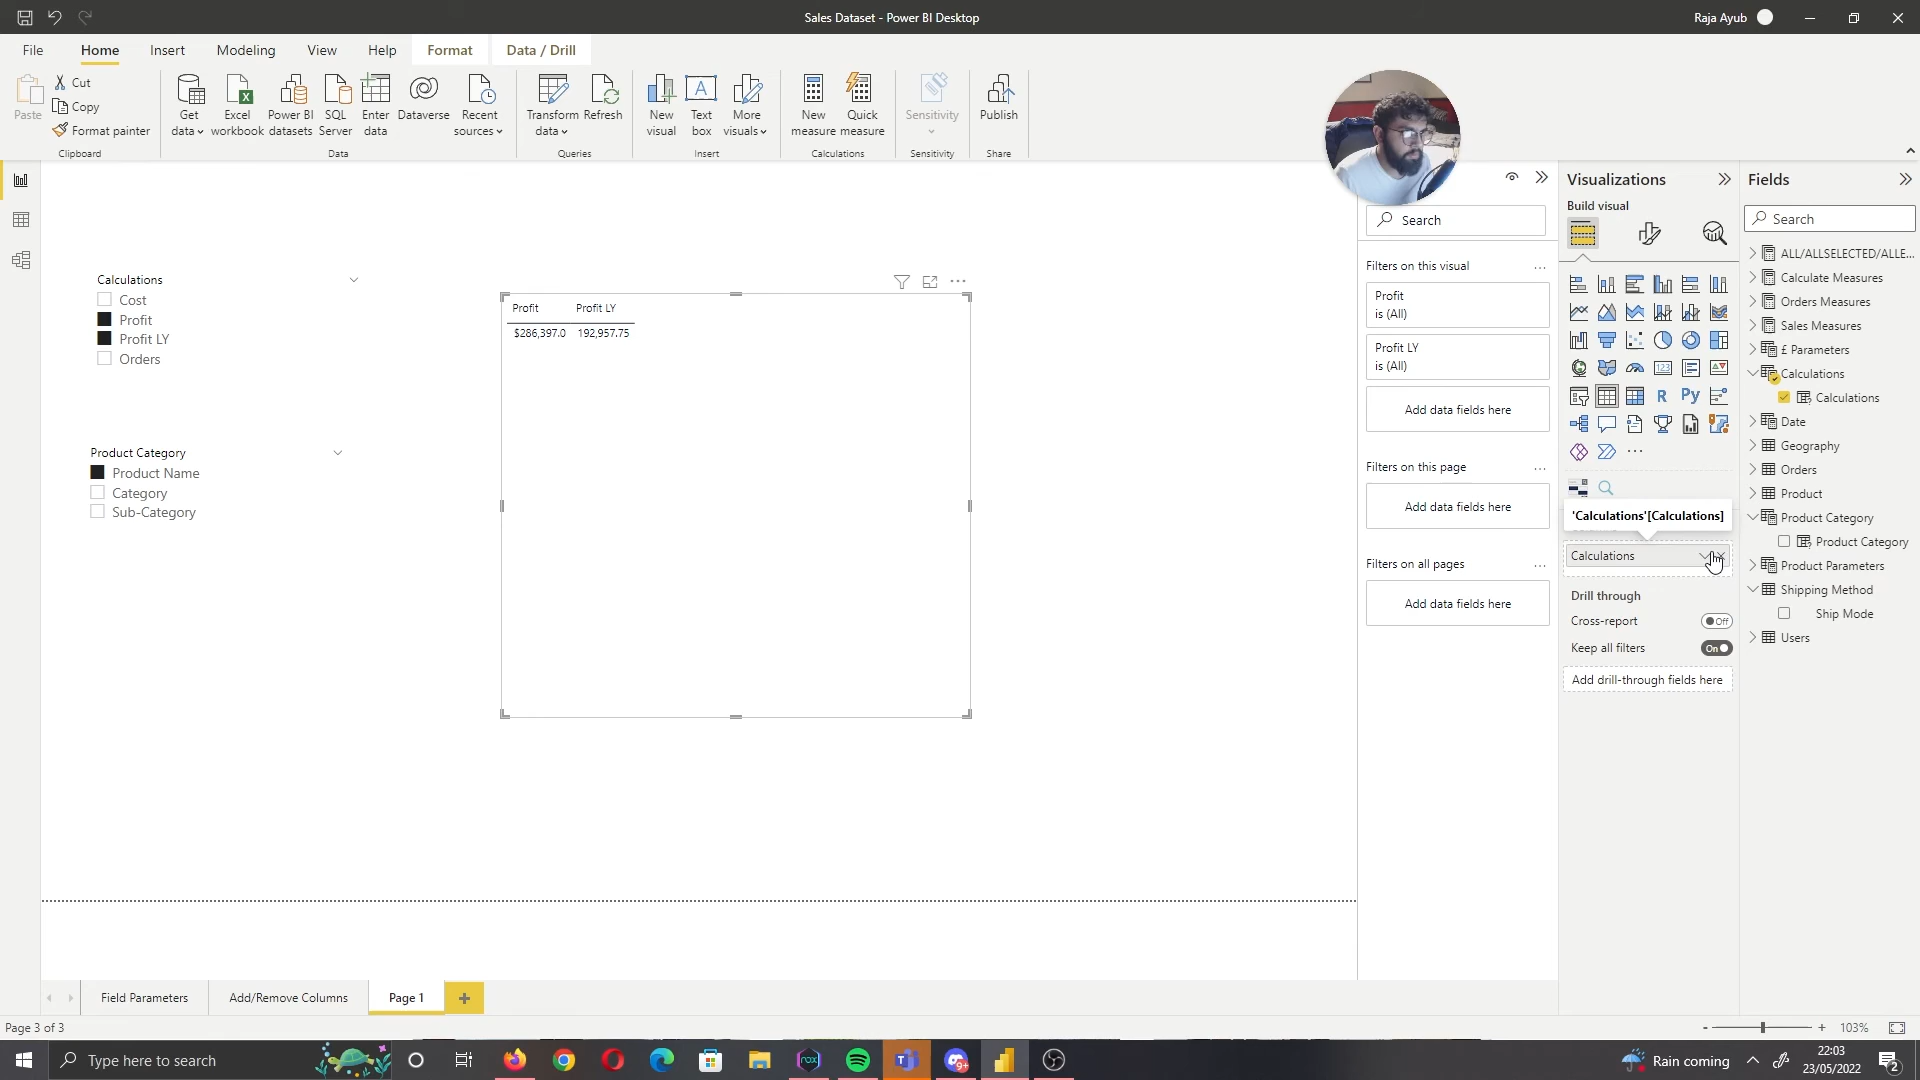 Sales Dataset - Power BI Desktop
Raja Ayub
File
Home
Insert
Modeling
View
Help
Format
Data / Drill
Paste
Cut
Copy
Format painter
Clipboard
Get data
Excel workbook
Power BI datasets
SQL Server
Enter data
Dataverse
Recent sources
Data
Transform data
Refresh
Queries
New visual
Text box
More visuals
Insert
New measure
Quick measure
Calculations
Sensitivity
Sensitivity
Publish
Share
Calculations
Cost
Profit
Profit LY
Orders
Product Category
Product Name
Category
Sub-Category
Profit Profit LY
$286,397.0 192,957.75
Search
Filters on this visual
Profit
is (All)
Profit LY
is (All)
Add data fields here
Filters on this page
Add data fields here
Filters on all pages
Add data fields here
Visualizations
Build visual
R
Py
123
'Calculations'[Calculations]
Calculations
Drill through
Cross-report
Off
Keep all filters
On
Add drill-through fields here
Fields
Search
ALL/ALLSELECTED/ALLE...
Calculate Measures
Orders Measures
Sales Measures
£ Parameters
Calculations
Calculations
Date
Geography
Orders
Product
Product Category
Product Category
Product Parameters
Shipping Method
Ship Mode
Users
Field Parameters
Add/Remove Columns
Page 1
Page 3 of 3
- + 103%
Type here to search
Rain coming
22:03
23/05/2022
2